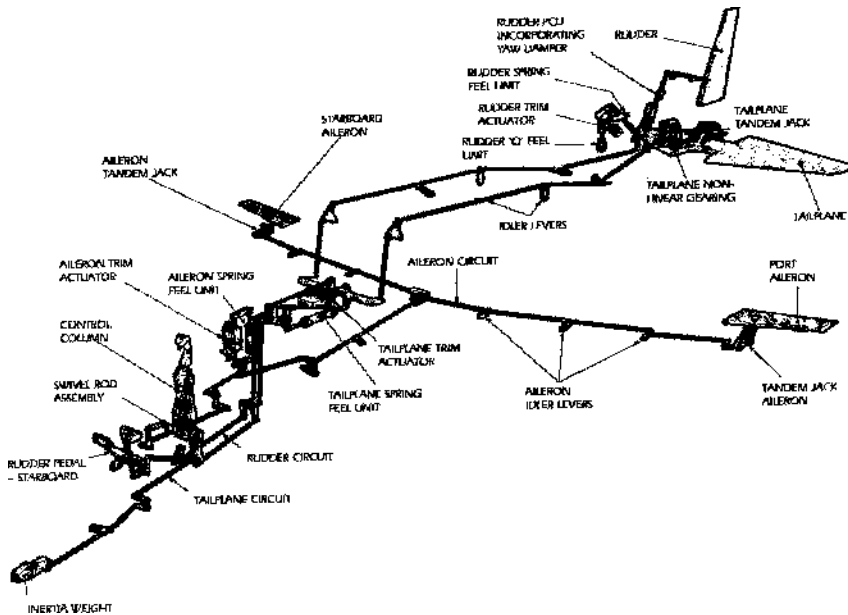 RUDDER PCU
INCORPORATING
YAW DAMPER
RUDDER
RUDDER SPRING
FEEL UNIT
RUDDER TRIM
ACTUATOR
TAILPLANE
TANDEM JACK
STARBOARD
AILERON
RUDDER 'Q' FEEL
UNIT
AILERON
TANDEM JACK
TAILPLANE NON-
LINEAR GEARING
TAILPLANE
IDLER LEVERS
AILERON TRIM
ACTUATOR
AILERON SPRING
FEEL UNIT
AILERON CIRCUIT
PORT
AILERON
CONTROL
COLUMN
TAILPLANE TRIM
ACTUATOR
SWIVEL ROD
ASSEMBLY
TAILPLANE SPRING
FEEL UNIT
AILERON
IDLER LEVERS
TANDEM JACK
AILERON
RUDDER PEDAL
- STARBOARD
RUDDER CIRCUIT
TAILPLANE CIRCUIT
INERTIA WEIGHT